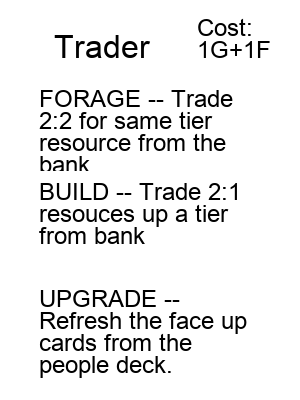 Trader
Cost:
1G+1F
FORAGE -- Trade
2:2 for same tier
resource from the
bank
BUILD -- Trade 2:1
resouces up a tier
from bank
UPGRADE --
Refresh the face up
cards from the
people deck.